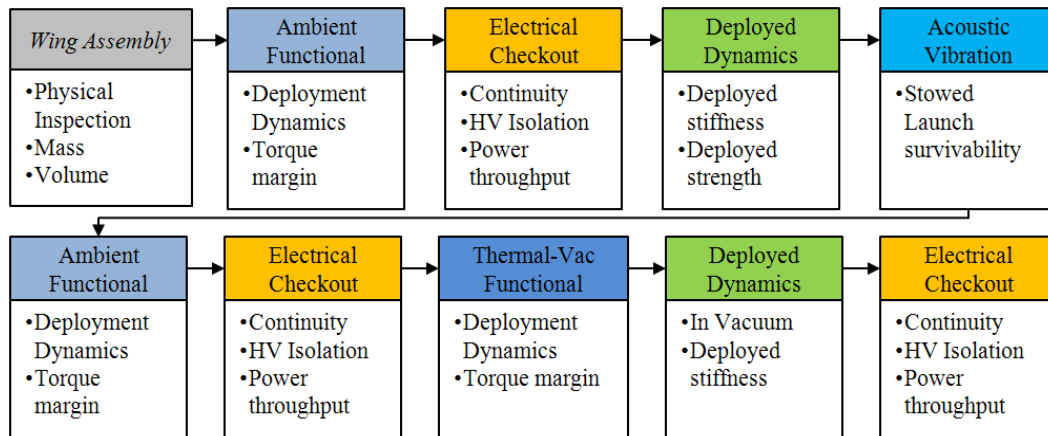 Wing Assembly
•Physical
Inspection
•Mass
•Volume
Ambient
Functional
•Deployment
Dynamics
•Torque
margin
Electrical
Checkout
•Continuity
•HV Isolation
•Power
throughput
Deployed
Dynamics
•Deployed
stiffness
•Deployed
strength
Acoustic
Vibration
•Stowed
Launch
survivability
Ambient
Functional
•Deployment
Dynamics
•Torque
margin
Electrical
Checkout
•Continuity
•HV Isolation
•Power
throughput
Thermal-Vac
Functional
•Deployment
Dynamics
•Torque margin
Deployed
Dynamics
•In Vacuum
•Deployed
stiffness
Electrical
Checkout
•Continuity
•HV Isolation
•Power
throughput